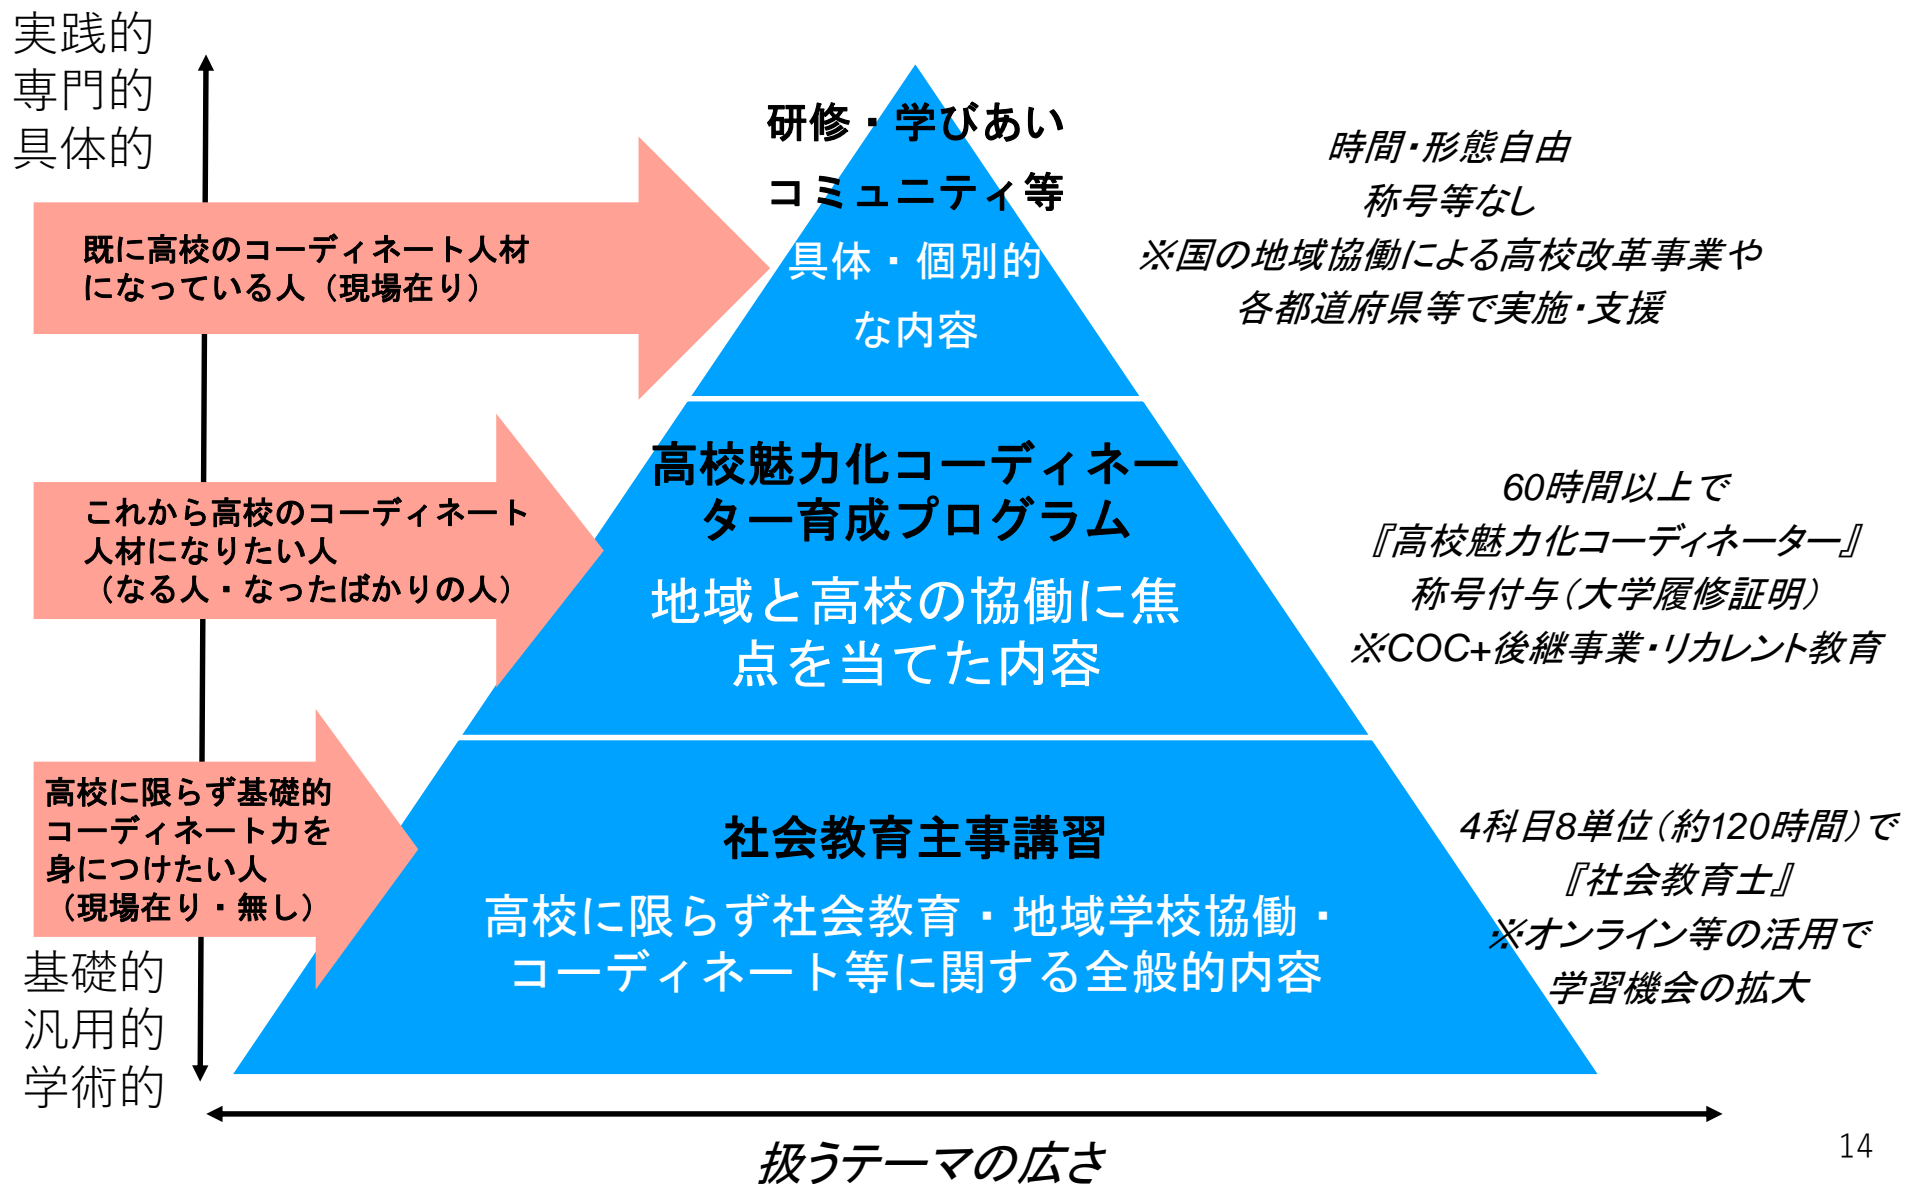 実践的
専門的
具体的
研修・学びあい
コミュニティ等
具体・個別的
な内容
既に高校のコーディネート人材
になっている人（現場在り）
時間・形態自由
称号等なし
※国の地域協働による高校改革事業や
各都道府県等で実施・支援
高校魅力化コーディネー
ター育成プログラム
地域と高校の協働に焦
点を当てた内容
これから高校のコーディネート
人材になりたい人
（なる人・なったばかりの人）
60時間以上で
『高校魅力化コーディネーター』
称号付与（大学履修証明）
※COC+後継事業・リカレント教育
高校に限らず基礎的
コーディネート力を
身につけたい人
（現場在り・無し）
社会教育主事講習
高校に限らず社会教育・地域学校協働・
コーディネート等に関する全般的内容
4科目8単位（約120時間）で
『社会教育士』
※オンライン等の活用で
学習機会の拡大
基礎的
汎用的
学術的
扱うテーマの広さ
14